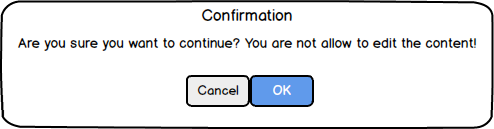 Confirmation
Are you sure you want to continue? You are not allow to edit the content!
Cancel OK